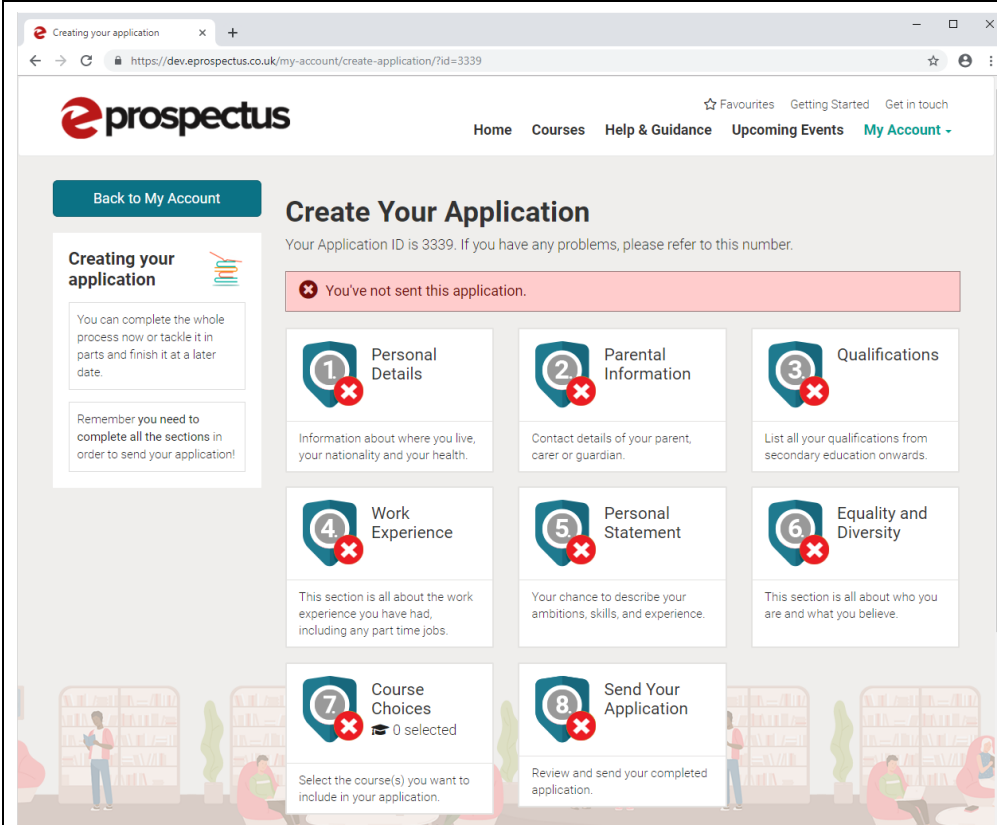 Creating your application
https://dev.eprospectus.co.uk/my-account/create-application/?id=3339
eprospectus
Favourites Getting Started Get in touch
Home Courses Help & Guidance Upcoming Events My Account
Back to My Account
Creating your
application
You can complete the whole
process now or tackle it in
parts and finish it at a later
date.
Remember you need to
complete all the sections in
order to send your application!
Create Your Application
Your Application ID is 3339. If you have any problems, please refer to this number.
You've not sent this application.
1.
Personal
Details
Information about where you live,
your nationality and your health.
2.
Parental
Information
Contact details of your parent,
carer or guardian.
3.
Qualifications
List all your qualifications from
secondary education onwards.
4.
Work
Experience
This section is all about the work
experience you have had,
including any part time jobs.
5.
Personal
Statement
Your chance to describe your
ambitions, skills, and experience.
6.
Equality and
Diversity
This section is all about who you
are and what you believe.
7.
Course
Choices
0 selected
Select the course(s) you want to
include in your application.
8.
Send Your
Application
Review and send your completed
application.